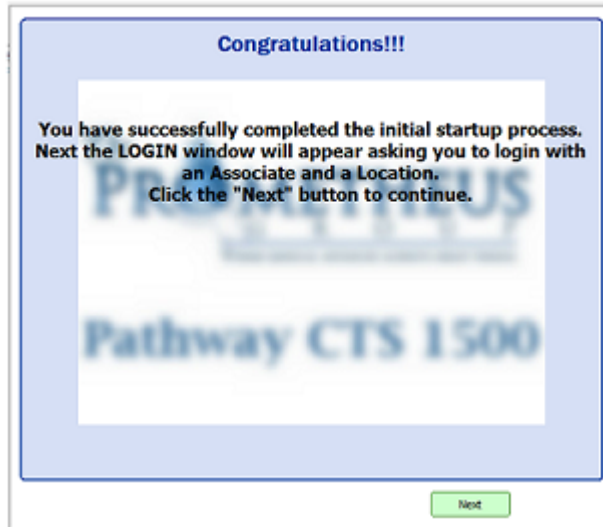 Congratulations!!!
You have successfully completed the initial startup process.
Next the LOGIN window will appear asking you to login with
an Associate and a Location.
Click the "Next" button to continue.
PROMETHEUS
G R O U P
Pathway CTS 1500
Next